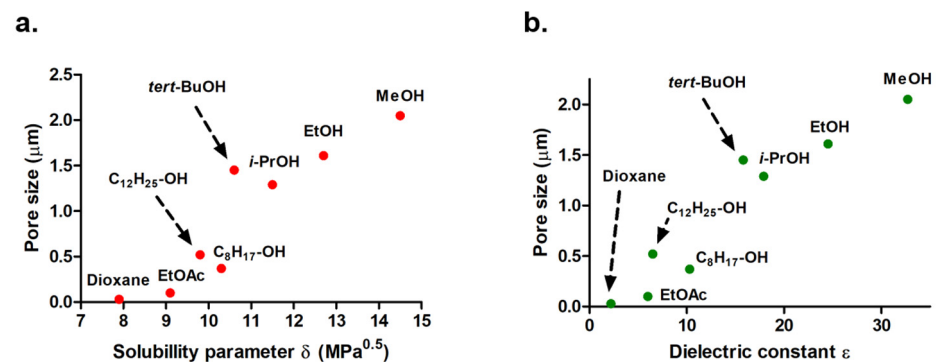 a.
Pore size (μm)
2.5
2.0
1.5
1.0
0.5
0.0
tert-BuOH
MeOH
EtOH
i-PrOH
C₁₂H₂₅-OH
C₈H₁₇-OH
Dioxane
EtOAc
7 8 9 10 11 12 13 14 15
Solubillity parameter δ (MPa⁰·⁵)
b.
Pore size (μm)
2.0
1.5
1.0
0.5
0.0
tert-BuOH
MeOH
EtOH
i-PrOH
Dioxane
C₁₂H₂₅-OH
C₈H₁₇-OH
EtOAc
0 10 20 30
Dielectric constant ε